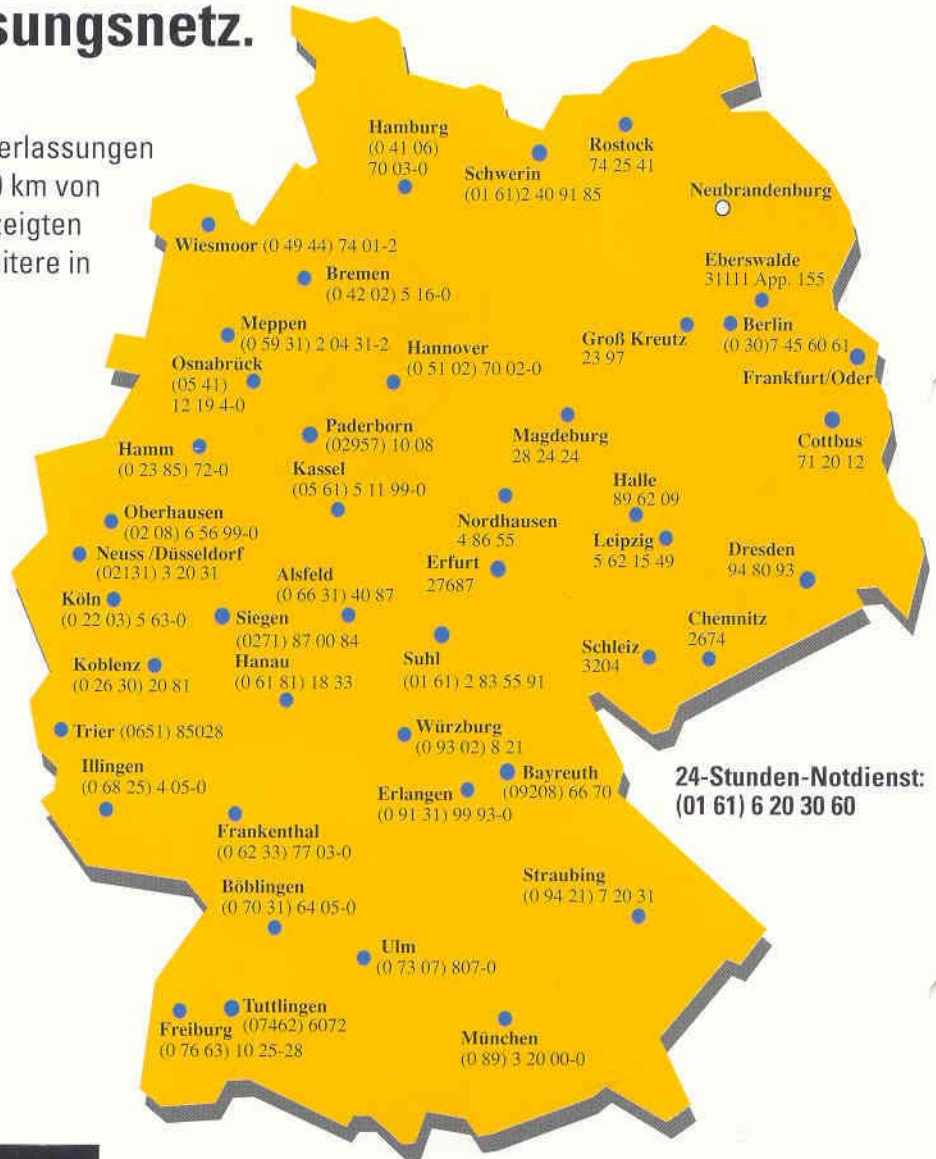 sungsnetz.
erlassungen
0 km von
zeigten
itere in
Hamburg
(0 41 06)
70 03-0
Schwerin
(01 61)2 40 91 85
Rostock
74 25 41
Neubrandenburg
Wiesmoor (0 49 44) 74 01-2
Bremen
(0 42 02) 5 16-0
Eberswalde
31111 App. 155
Meppen
(0 59 31) 2 04 31-2
Hannover
(0 51 02) 70 02-0
Groß Kreutz
23 97
Berlin
(0 30)7 45 60 61
Osnabrück
(05 41)
12 19 4-0
Frankfurt/Oder
Hamm
(0 23 85) 72-0
Paderborn
(02957) 10 08
Magdeburg
28 24 24
Cottbus
71 20 12
Kassel
(05 61) 5 11 99-0
Halle
89 62 09
Oberhausen
(02 08) 6 56 99-0
Nordhausen
4 86 55
Leipzig
5 62 15 49
Neuss /Düsseldorf
(02131) 3 20 31
Erfurt
27687
Dresden
94 80 93
Alsfeld
(0 66 31) 40 87
Köln
(0 22 03) 5 63-0
Siegen
(0271) 87 00 84
Chemnitz
2674
Schleiz
3204
Koblenz
(0 26 30) 20 81
Hanau
(0 61 81) 18 33
Suhl
(01 61) 2 83 55 91
Trier (0651) 85028
Würzburg
(0 93 02) 8 21
Illingen
(0 68 25) 4 05-0
Bayreuth
(09208) 66 70
Erlangen
(0 91 31) 99 93-0
24-Stunden-Notdienst:
(01 61) 6 20 30 60
Frankenthal
(0 62 33) 77 03-0
Böblingen
(0 70 31) 64 05-0
Straubing
(0 94 21) 7 20 31
Ulm
(0 73 07) 807-0
Tuttlingen
(07462) 6072
Freiburg
(0 76 63) 10 25-28
München
(0 89) 3 20 00-0